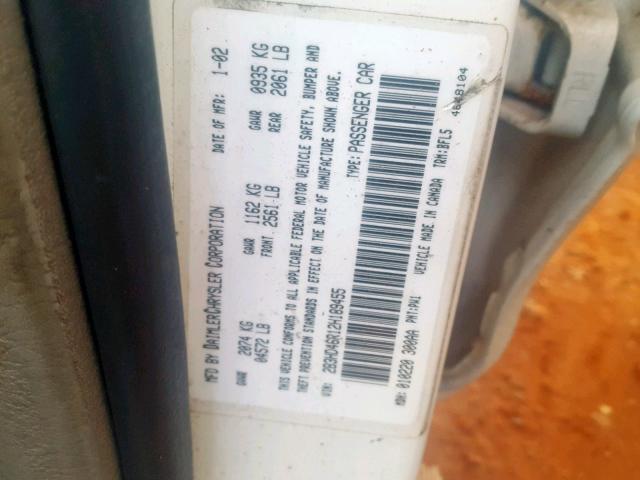 MFD BY DAIMLERCHRYSLER CORPORATION DATE OF MFR: 1-02
GVWR 2074 KG GAWR 1162 KG GAWR 0935 KG
04572 LB FRONT 2561 LB REAR 2061 LB
THIS VEHICLE CONFORMS TO ALL APPLICABLE FEDERAL MOTOR VEHICLE SAFETY, BUMPER AND
THEFT PREVENTION STANDARDS IN EFFECT ON THE DATE OF MANUFACTURE SHOWN ABOVE.
VIN: 2B3HD46R12H189455 TYPE: PASSENGER CAR
MDH: 010220 300AA PNT: PW1 VEHICLE MADE IN CANADA TRM: BFL5 4648104